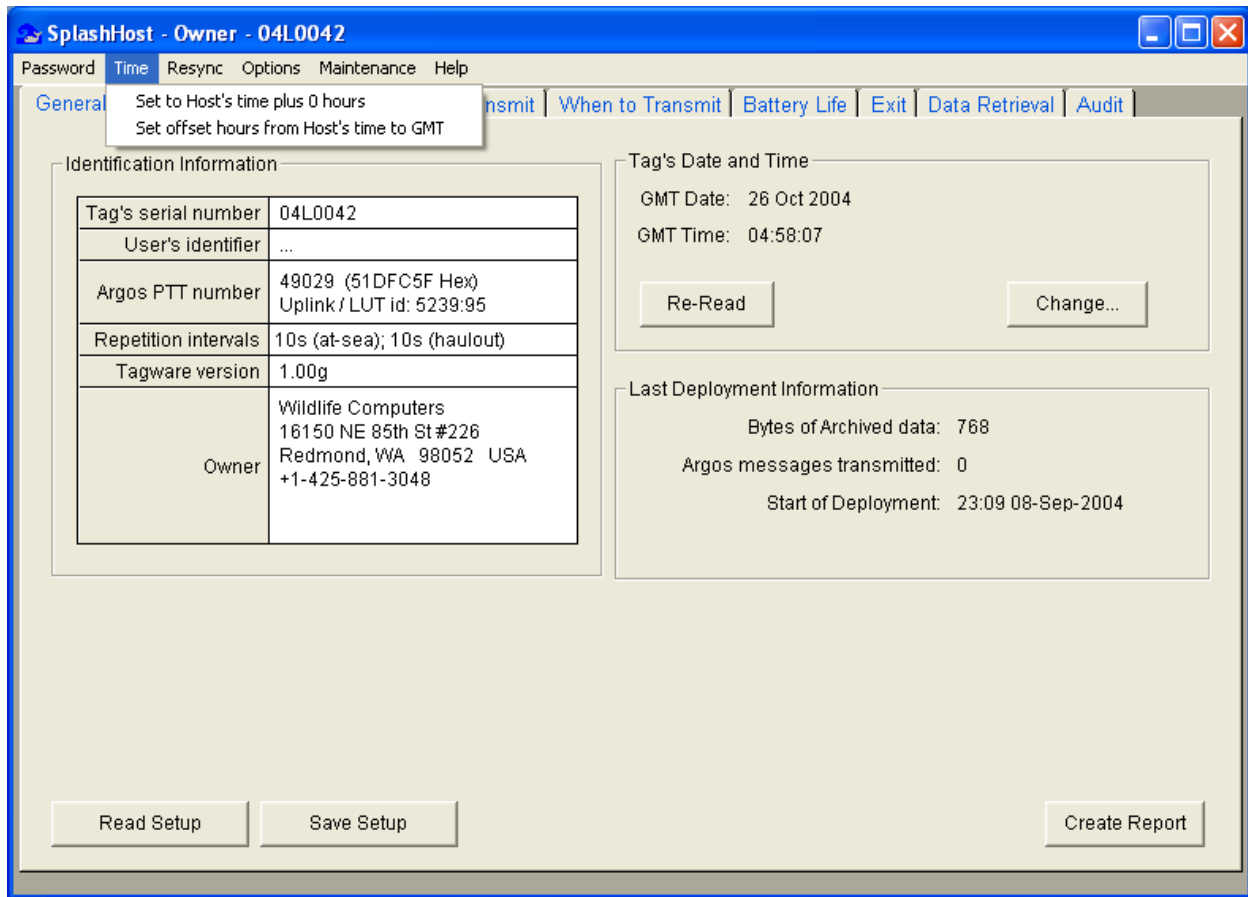 SplashHost - Owner - 04L0042
Password Time Resync Options Maintenance Help
Set to Host's time plus 0 hours
Set offset hours from Host's time to GMT
General When to Transmit Battery Life Exit Data Retrieval Audit
Identification Information
Tag's serial number 04L0042
User's identifier ...
Argos PTT number 49029 (51DFC5F Hex)
Uplink / LUT id: 5239:95
Repetition intervals 10s (at-sea); 10s (haulout)
Tagware version 1.00g
Owner Wildlife Computers
16150 NE 85th St #226
Redmond, WA 98052 USA
+1-425-881-3048
Tag's Date and Time
GMT Date: 26 Oct 2004
GMT Time: 04:58:07
Re-Read Change...
Last Deployment Information
Bytes of Archived data: 768
Argos messages transmitted: 0
Start of Deployment: 23:09 08-Sep-2004
Read Setup Save Setup Create Report